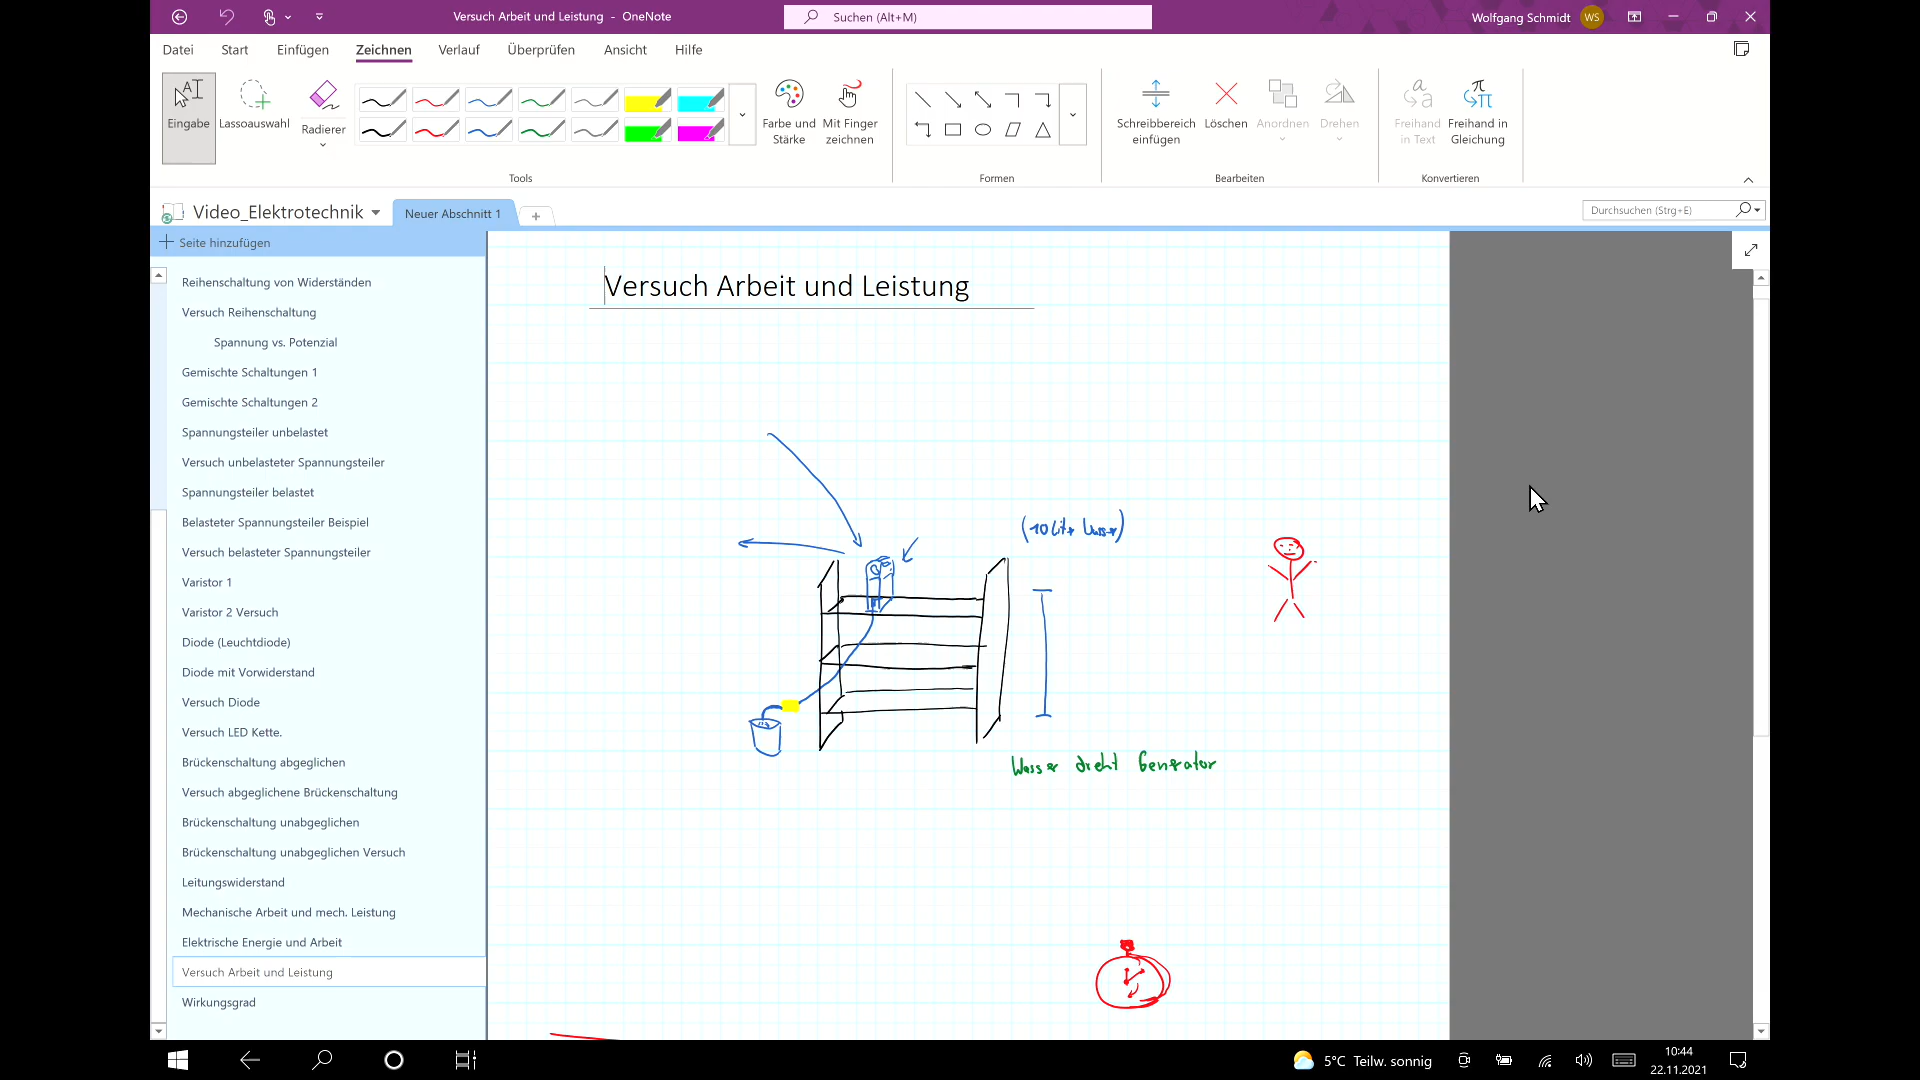 Versuch Arbeit und Leistung - OneNote
Suchen (Alt+M)
Wolfgang Schmidt
WS
Datei
Start
Einfügen
Zeichnen
Verlauf
Überprüfen
Ansicht
Hilfe
Eingabe
Lassoauswahl
Radierer
Farbe und
Stärke
Mit Finger
zeichnen
Schreibbereich
einfügen
Löschen
Anordnen
Drehen
Freihand
in Text
Freihand in
Gleichung
Tools
Formen
Bearbeiten
Konvertieren
Video_Elektrotechnik
Neuer Abschnitt 1
Durchsuchen (Strg+E)
Seite hinzufügen
Reihenschaltung von Widerständen
Versuch Reihenschaltung
Spannung vs. Potenzial
Gemischte Schaltungen 1
Gemischte Schaltungen 2
Spannungsteiler unbelastet
Versuch unbelasteter Spannungsteiler
Spannungsteiler belastet
Belasteter Spannungsteiler Beispiel
Versuch belasteter Spannungsteiler
Varistor 1
Varistor 2 Versuch
Diode (Leuchtdiode)
Diode mit Vorwiderstand
Versuch Diode
Versuch LED Kette.
Brückenschaltung abgeglichen
Versuch abgeglichene Brückenschaltung
Brückenschaltung unabgeglichen
Brückenschaltung unabgeglichen Versuch
Leitungswiderstand
Mechanische Arbeit und mech. Leistung
Elektrische Energie und Arbeit
Versuch Arbeit und Leistung
Wirkungsgrad
Versuch Arbeit und Leistung
(10 Liter Wasser)
Wasser dreht Generator
5°C Teilw. sonnig
10:44
22.11.2021